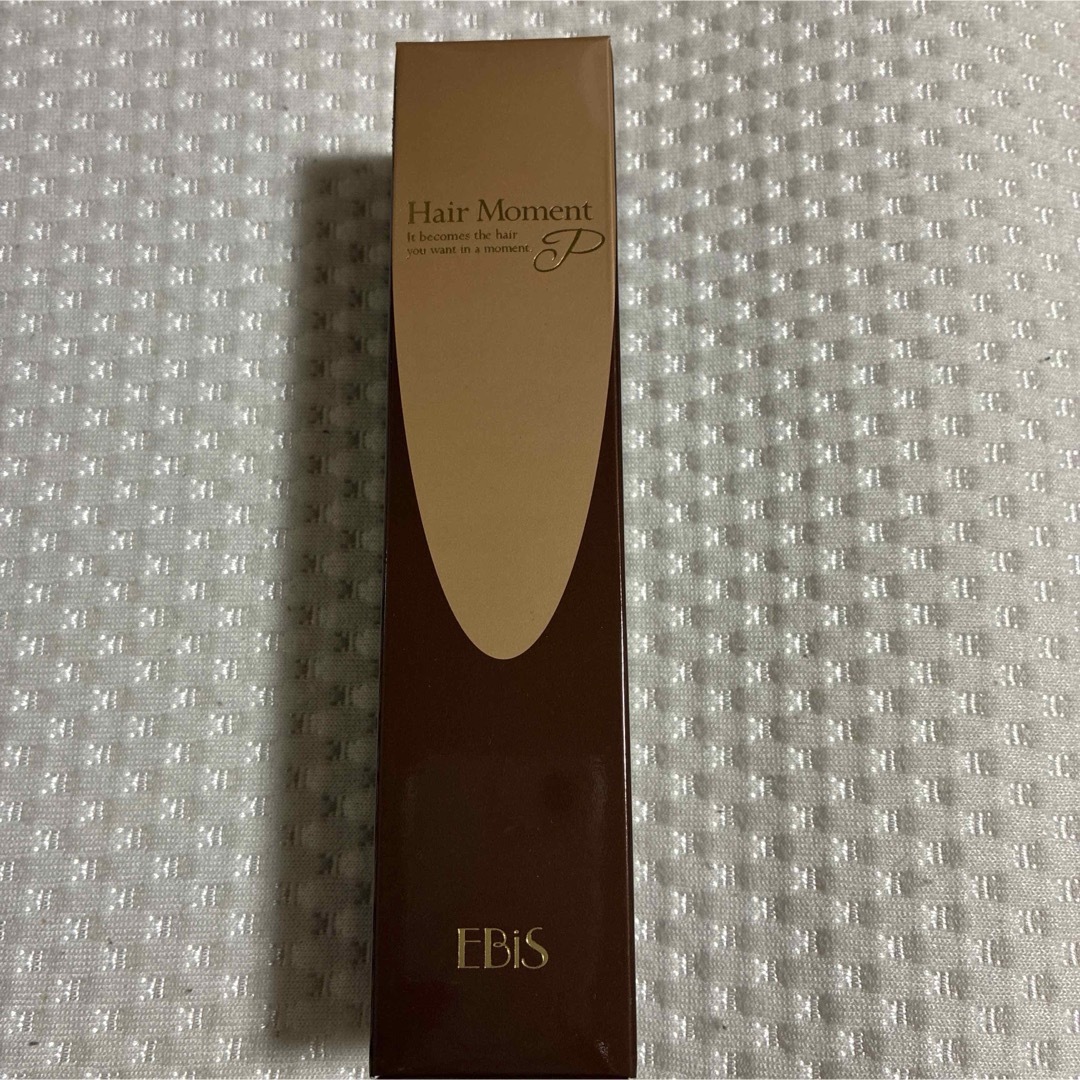 Hair Moment
It becomes the hair
you want in a moment.
P
EBiS